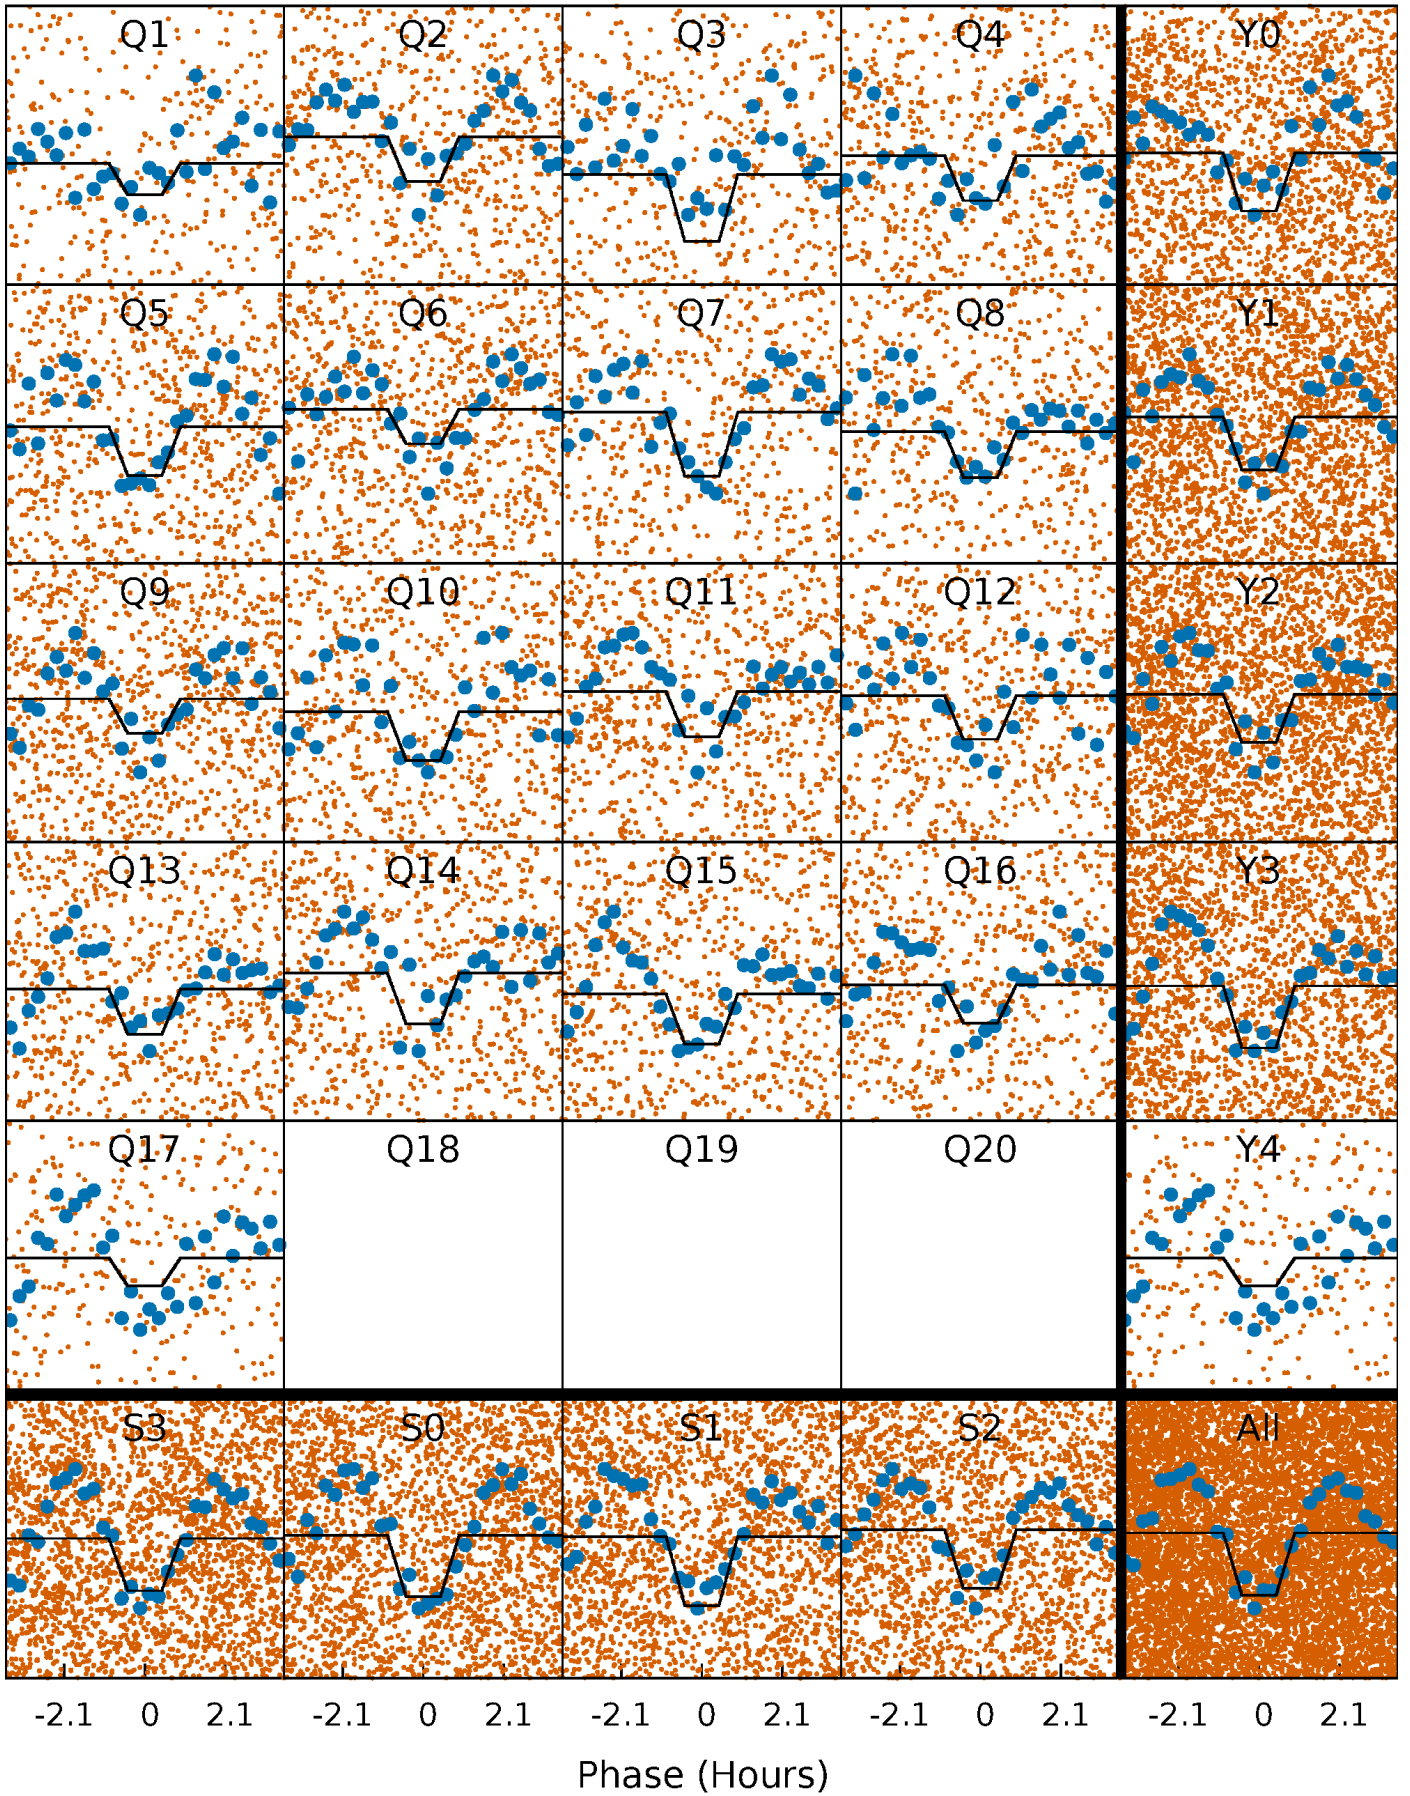 Q1 Q2 Q3 Q4 Y0
Q5 Q6 Q7 Q8 Y1
Q9 Q10 Q11 Q12 Y2
Q13 Q14 Q15 Q16 Y3
Q17 Q18 Q19 Q20 Y4
S3 S0 S1 S2 All
-2.1 0 2.1 -2.1 0 2.1 -2.1 0 2.1 -2.1 0 2.1 -2.1 0 2.1
Phase (Hours)